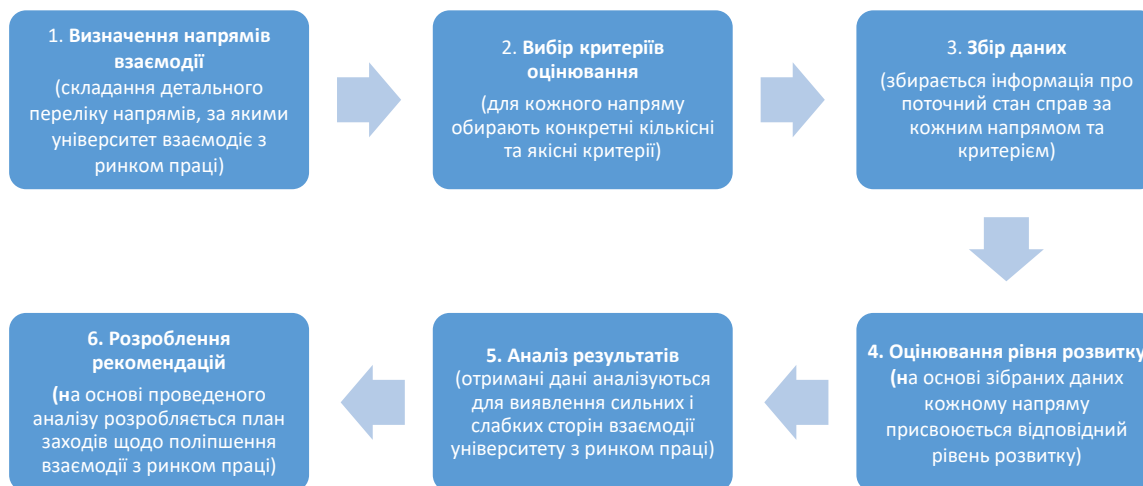 1. Визначення напрямів
взаємодії
(складання детального
переліку напрямів, за якими
університет взаємодіє з
ринком праці)
2. Вибір критеріїв
оцінювання
(для кожного напряму
обирають конкретні кількісні
та якісні критерії)
3. Збір даних
(збирається інформація про
поточний стан справ за
кожним напрямом та
критерієм)
4. Оцінювання рівня розвитку
(на основі зібраних даних
кожному напряму
присвоюється відповідний
рівень розвитку)
5. Аналіз результатів
(отримані дані аналізуються
для виявлення сильних і
слабких сторін взаємодії
університету з ринком праці)
6. Розроблення
рекомендацій
(на основі проведеного
аналізу розробляється план
заходів щодо поліпшення
взаємодії з ринком праці)